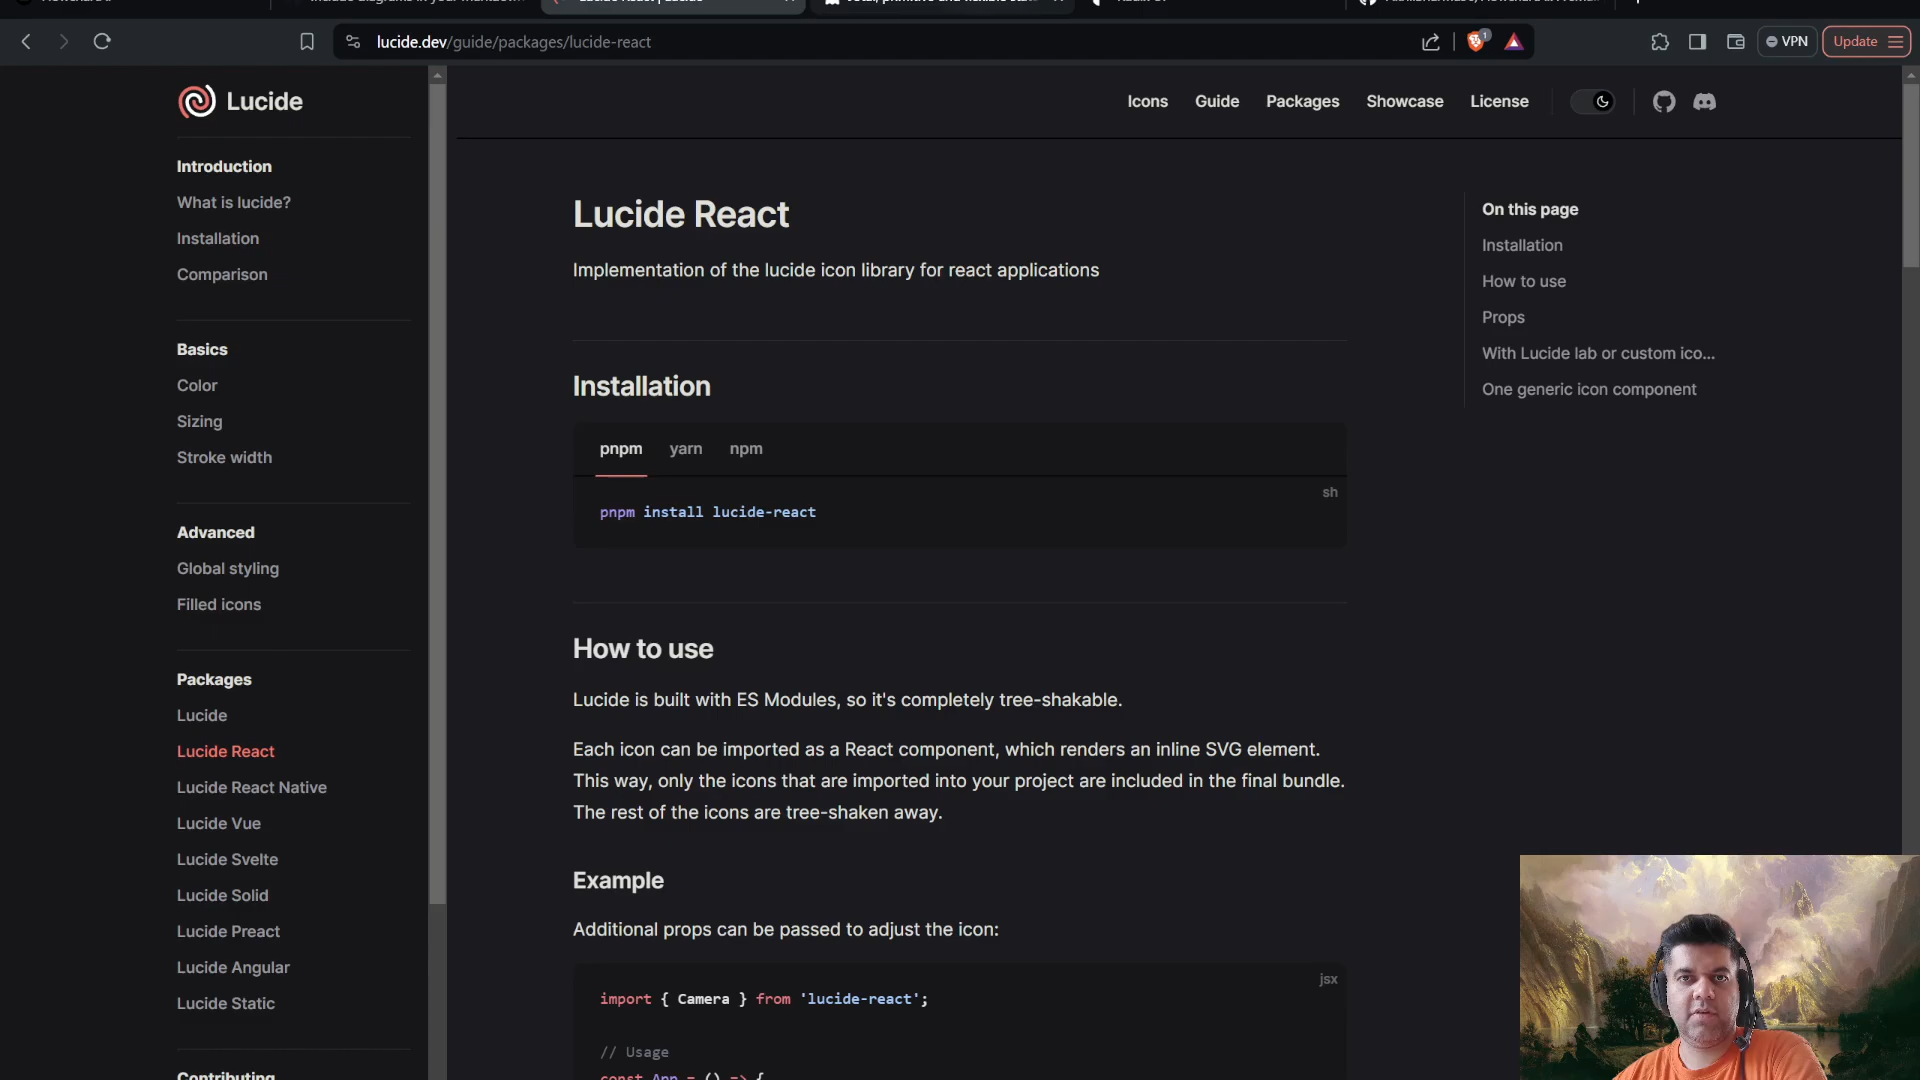 Lucide React | Lucide
lucide.dev/guide/packages/lucide-react
1
VPN
Update
Lucide
Icons
Guide
Packages
Showcase
License
Introduction
What is lucide?
Installation
Comparison
Basics
Color
Sizing
Stroke width
Advanced
Global styling
Filled icons
Packages
Lucide
Lucide React
Lucide React Native
Lucide Vue
Lucide Svelte
Lucide Solid
Lucide Preact
Lucide Angular
Lucide Static
Contributing
Lucide React
Implementation of the lucide icon library for react applications
Installation
pnpm
yarn
npm
sh
pnpm install lucide-react
How to use
Lucide is built with ES Modules, so it's completely tree-shakable.
Each icon can be imported as a React component, which renders an inline SVG element.
This way, only the icons that are imported into your project are included in the final bundle.
The rest of the icons are tree-shaken away.
Example
Additional props can be passed to adjust the icon:
jsx
import { Camera } from 'lucide-react';
// Usage
const App = () => {
On this page
Installation
How to use
Props
With Lucide lab or custom ico...
One generic icon component